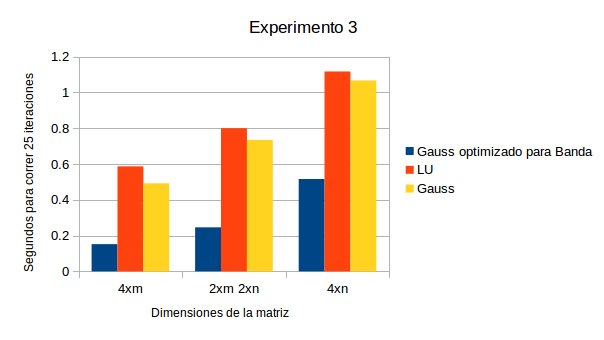 Experimento 3
Segundos para correr 25 iteraciones
1.2
1
0.8
0.6
0.4
0.2
0
4xm
2xm 2xn
4xn
Dimensiones de la matriz
Gauss optimizado para Banda
LU
Gauss